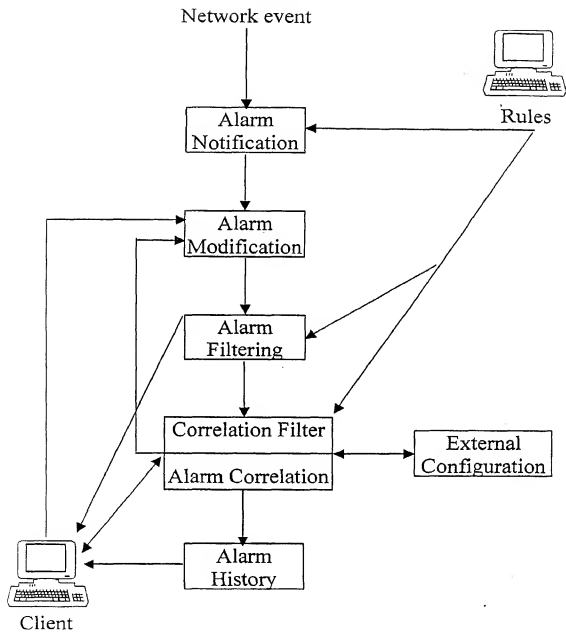 Network event
Rules
Alarm
Notification
Alarm
Modification
Alarm
Filtering
Correlation Filter
Alarm Correlation
External
Configuration
Alarm
History
Client